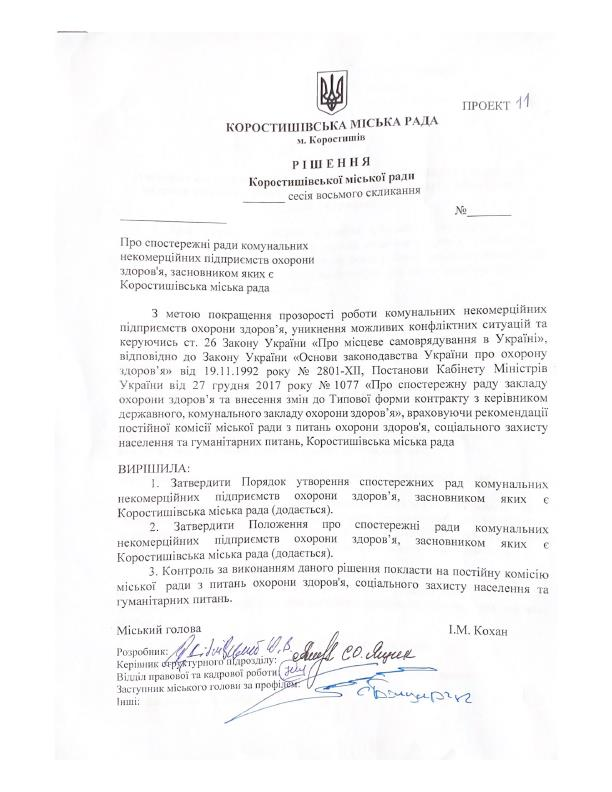 ПРОЕКТ 11
КОРОСТИШІВСЬКА МІСЬКА РАДА
м. Коростишів
Р І Ш Е Н Н Я
Коростишівської міської ради
_______ сесія восьмого скликання
__________________ №_______
Про спостережні ради комунальних
некомерційних підприємств охорони
здоров'я, засновником яких є
Коростишівська міська рада
З метою покращення прозорості роботи комунальних некомерційних
підприємств охорони здоров’я, уникнення можливих конфліктних ситуацій та
керуючись ст. 26 Закону України «Про місцеве самоврядування в Україні»,
відповідно до Закону України «Основи законодавства України про охорону
здоров’я» від 19.11.1992 року № 2801-XII, Постанови Кабінету Міністрів
України від 27 грудня 2017 року № 1077 «Про спостережну раду закладу
охорони здоров’я та внесення змін до Типової форми контракту з керівником
державного, комунального закладу охорони здоров’я», враховуючи рекомендації
постійної комісії міської ради з питань охорони здоров'я, соціального захисту
населення та гуманітарних питань, Коростишівська міська рада
ВИРІШИЛА:
1. Затвердити Порядок утворення спостережних рад комунальних
некомерційних підприємств охорони здоров’я, засновником яких є
Коростишівська міська рада (додається).
2. Затвердити Положення про спостережні ради комунальних
некомерційних підприємств охорони здоров’я, засновником яких є
Коростишівська міська рада (додається).
3. Контроль за виконанням даного рішення покласти на постійну комісію
міської ради з питань охорони здоров'я, соціального захисту населення та
гуманітарних питань.
Міський голова І.М. Кохан
Розробник:
Керівник структурного підрозділу:
Відділ правової та кадрової роботи:
Заступник міського голови за профілем:
Інші: